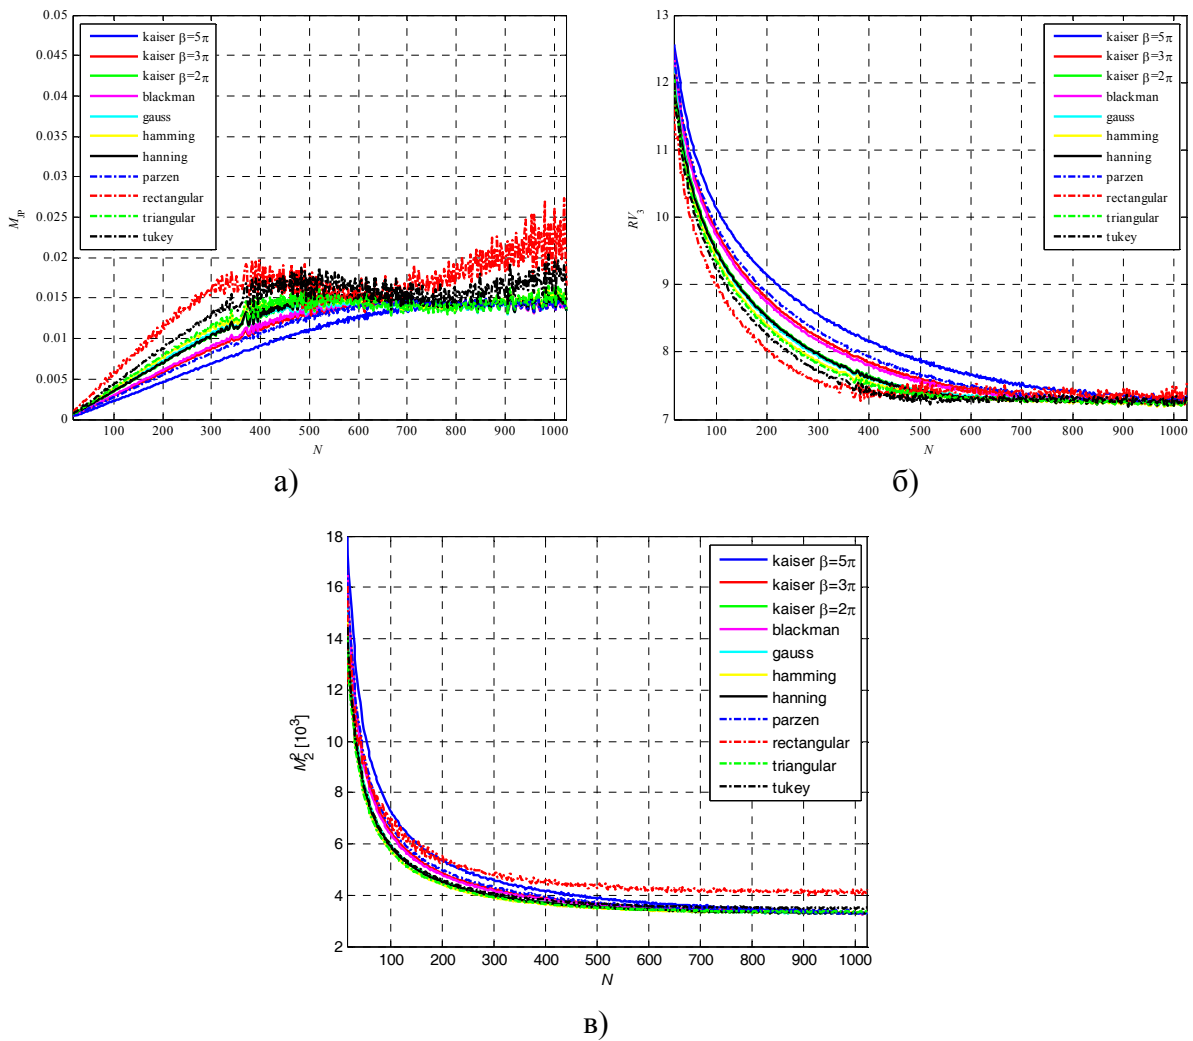 0.05
0.045
0.04
0.035
0.03
0.025
0.02
0.015
0.01
0.005
0
M_JP
kaiser β=5π
kaiser β=3π
kaiser β=2π
blackman
gauss
hamming
hanning
parzen
rectangular
triangular
tukey
100 200 300 400 500 600 700 800 900 1000
N
а)
13
12
11
10
9
8
7
RV_3
kaiser β=5π
kaiser β=3π
kaiser β=2π
blackman
gauss
hamming
hanning
parzen
rectangular
triangular
tukey
100 200 300 400 500 600 700 800 900 1000
N
б)
18
16
14
12
10
8
6
4
2
M_2^2 [10^3]
kaiser β=5π
kaiser β=3π
kaiser β=2π
blackman
gauss
hamming
hanning
parzen
rectangular
triangular
tukey
100 200 300 400 500 600 700 800 900 1000
N
в)